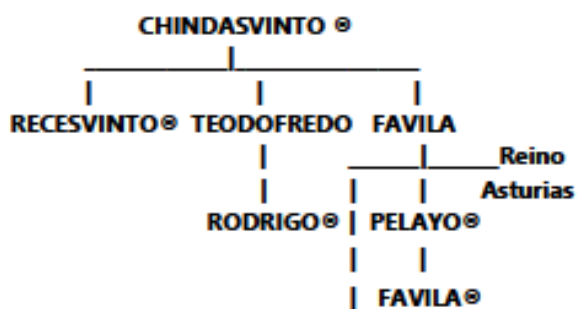 CHINDASVINTO ®
RECESVINTO® TEODOFREDO FAVILA
Reino
Asturias
RODRIGO® PELAYO®
FAVILA®